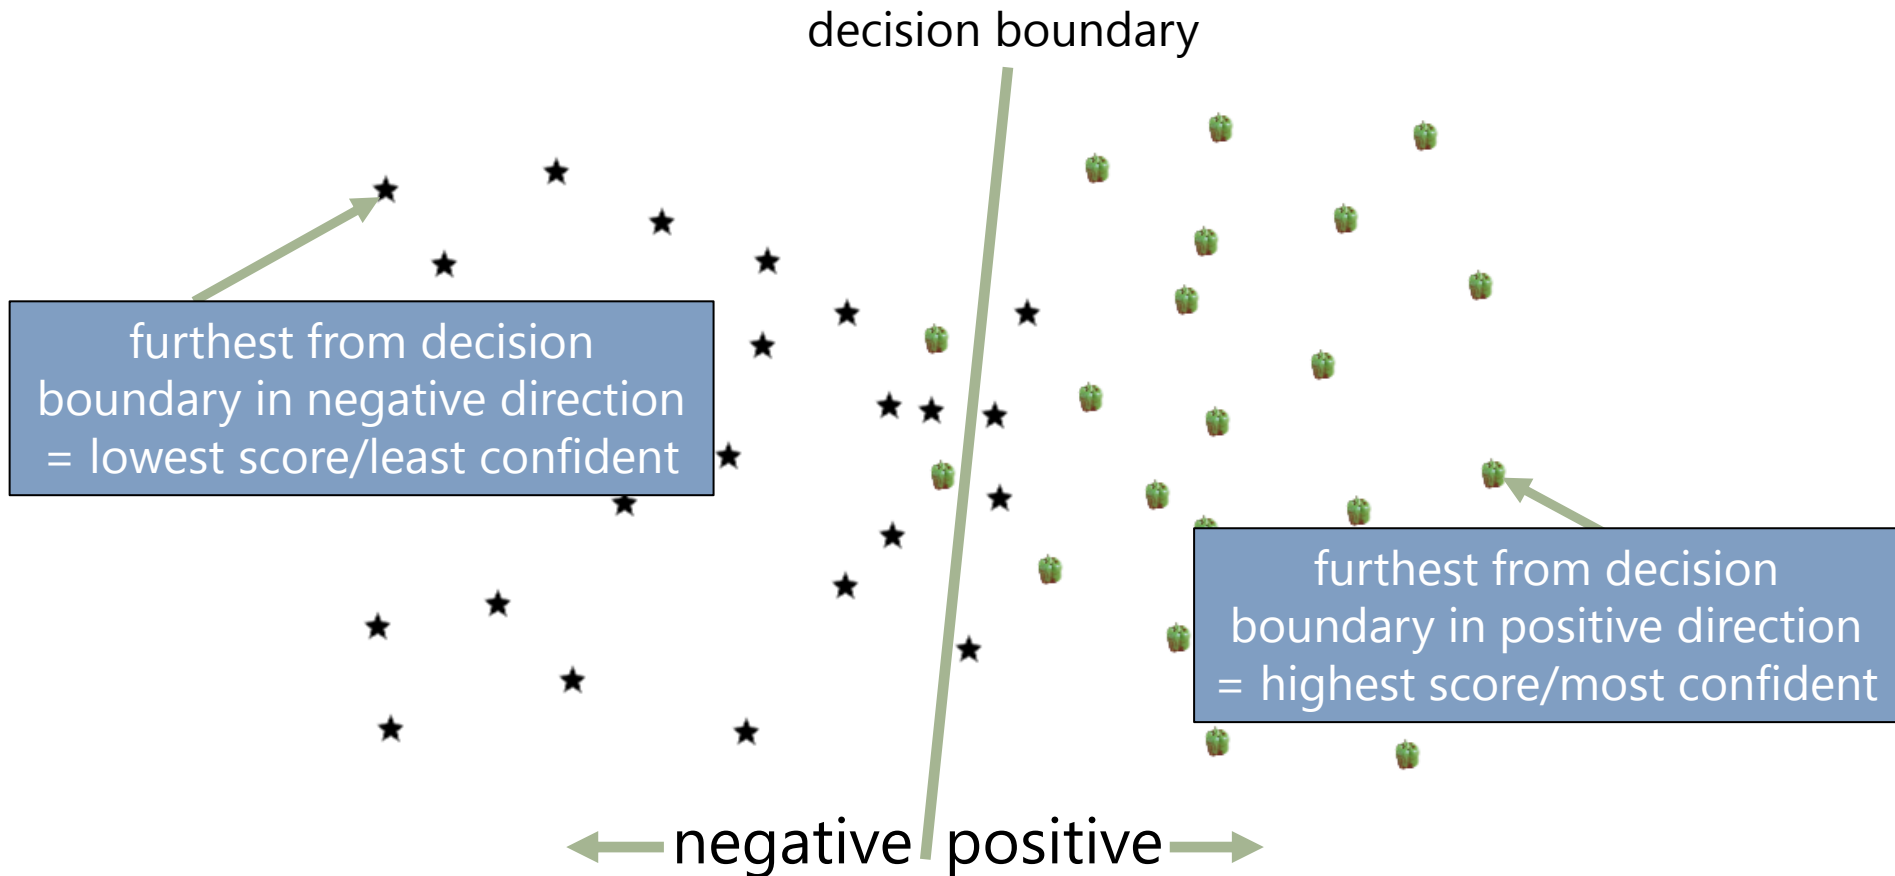 decision boundary
furthest from decision
boundary in negative direction
= lowest score/least confident
furthest from decision
boundary in positive direction
= highest score/most confident
negative positive